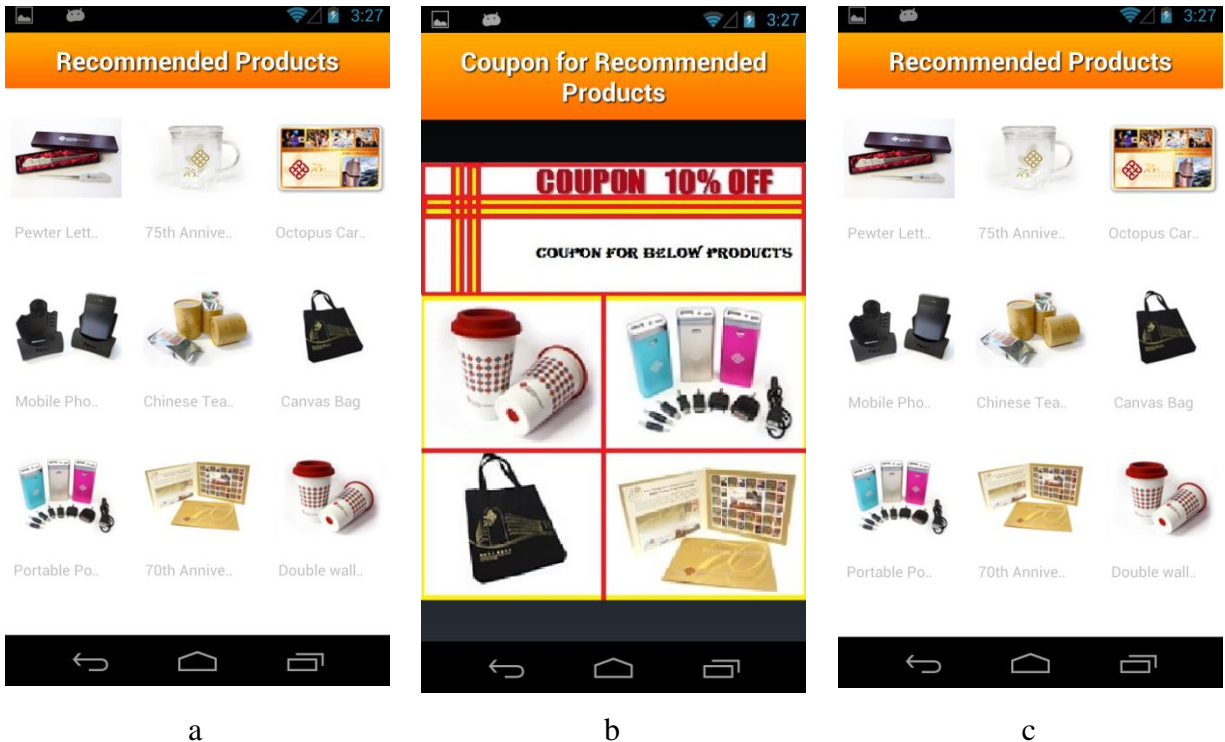 3:27
Recommended Products
Pewter Lett..
75th Annive..
Octopus Car..
Mobile Pho..
Chinese Tea..
Canvas Bag
Portable Po..
70th Annive..
Double wall..
a
3:27
Coupon for Recommended
Products
COUPON 10% OFF
COUPON FOR BELOW PRODUCTS
b
3:27
Recommended Products
Pewter Lett..
75th Annive..
Octopus Car..
Mobile Pho..
Chinese Tea..
Canvas Bag
Portable Po..
70th Annive..
Double wall..
c